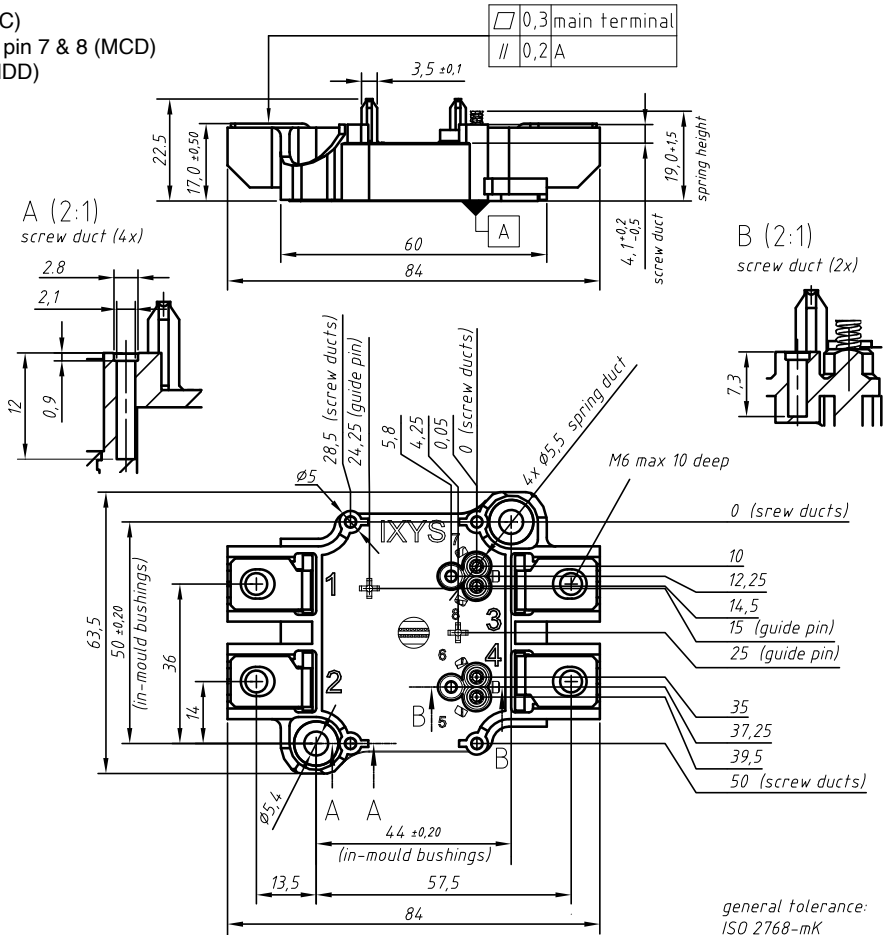 C)
pin 7 & 8 (MCD)
DD)
0,3 main terminal
// 0,2 A
3,5 ±0,1
22.5
17,0 ±0,50
19,0+1,5
spring height
4,1 +0,2 -0,5
screw duct
A
60
84
A (2:1)
screw duct (4x)
2.8
2,1
12
0,9
B (2:1)
screw duct (2x)
7,3
28,5 (screw ducts)
24,25 (guide pin)
5,8
4,25
0,05
0 (screw ducts)
4x Ø5,5 spring duct
M6 max 10 deep
Ø5
0 (srew ducts)
IXYS
7
10
12,25
14,5
15 (guide pin)
25 (guide pin)
1
B
8
3
63,5
50 ±0,20
(in-mould bushings)
36
14
6
4
2
B
5
35
37,25
39,5
50 (screw ducts)
B
B
Ø5,4
A
A
44 ±0,20
(in-mould bushings)
13,5
57,5
84
general tolerance:
ISO 2768-mK